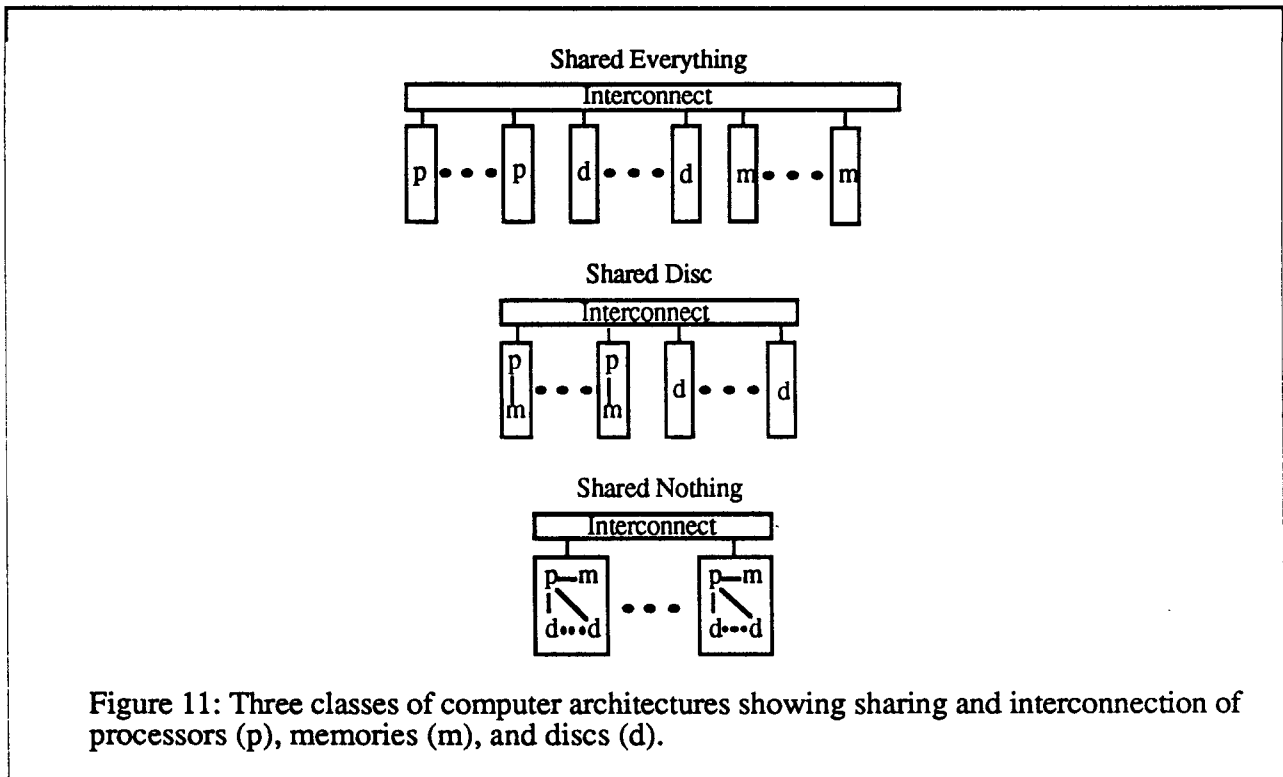 Shared Everything
Interconnect
p p d d m m
Shared Disc
Interconnect
p p
d d
m m
Shared Nothing
Interconnect
p m p m
d d d d
Figure 11: Three classes of computer architectures showing sharing and interconnection of
processors (p), memories (m), and discs (d).